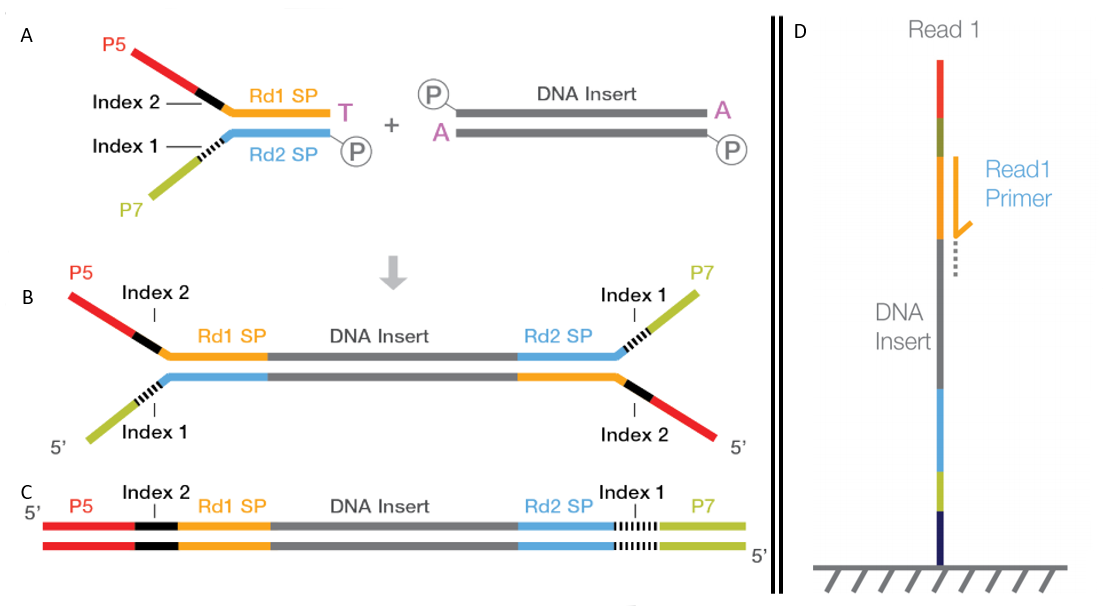 A
P5
Index 2
Rd1 SP
T
Index 1
Rd2 SP
P
P7
+
P
DNA Insert
A
A
P
B
P5
Index 2
Rd1 SP
DNA Insert
Rd2 SP
Index 1
P7
5'
Index 1
Index 2
5'
C
5'
P5
Index 2
Rd1 SP
DNA Insert
Rd2 SP
Index 1
P7
5'
D
Read 1
Read1
Primer
DNA
Insert